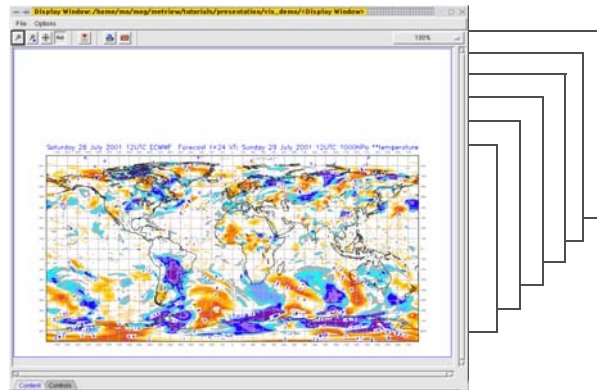 Display Window:/home/mo/mag/metview/tutorials/presentation/vis_demo/<Display Window>
File Options
100%
Saturday 28 July 2001 12UTC ECMWF Forecast t+24 VT: Sunday 29 July 2001 12UTC 1000hPa **temperature
Content Controls